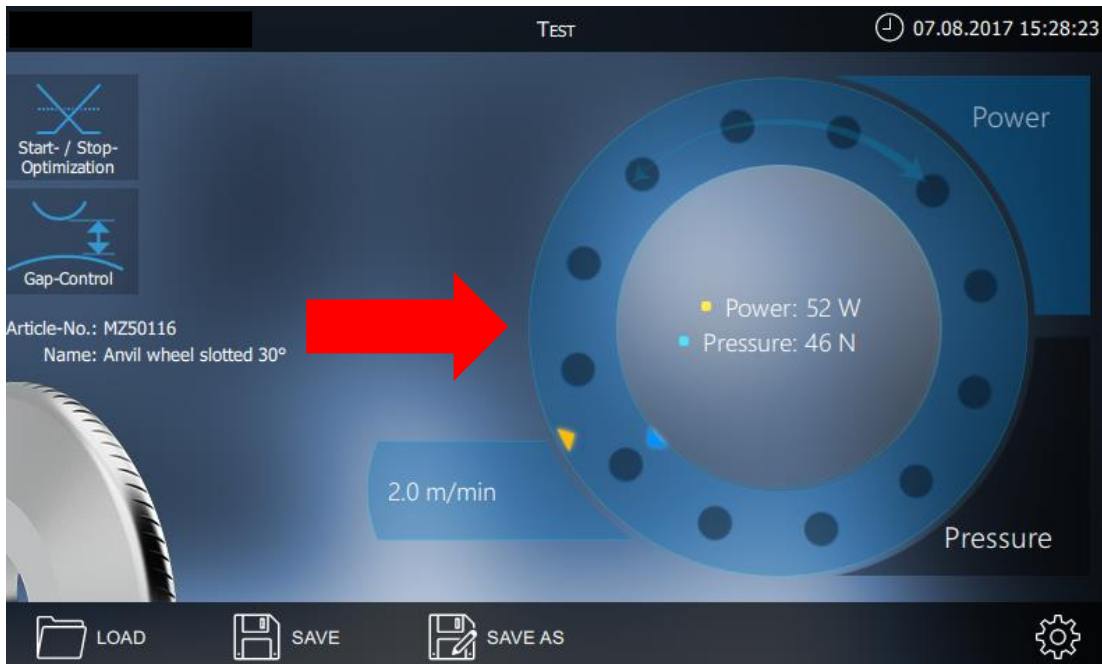 TEST
07.08.2017 15:28:23
Start- / Stop-
Optimization
Gap-Control
Article-No.: MZ50116
Name: Anvil wheel slotted 30°
Power
Power: 52 W
Pressure: 46 N
2.0 m/min
Pressure
LOAD
SAVE
SAVE AS